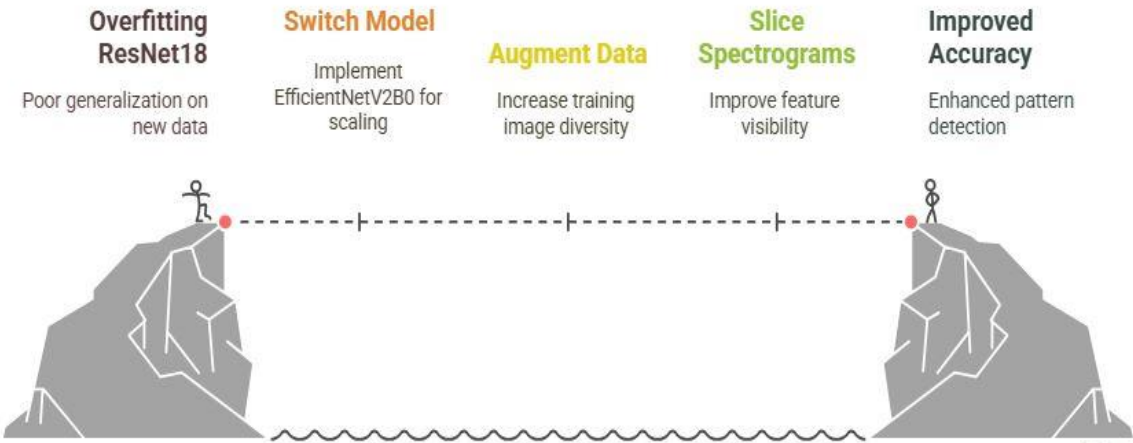 Overfitting
ResNet18
Poor generalization on
new data
Switch Model
Implement
EfficientNetV2B0 for
scaling
Augment Data
Increase training
image diversity
Slice
Spectrograms
Improve feature
visibility
Improved
Accuracy
Enhanced pattern
detection